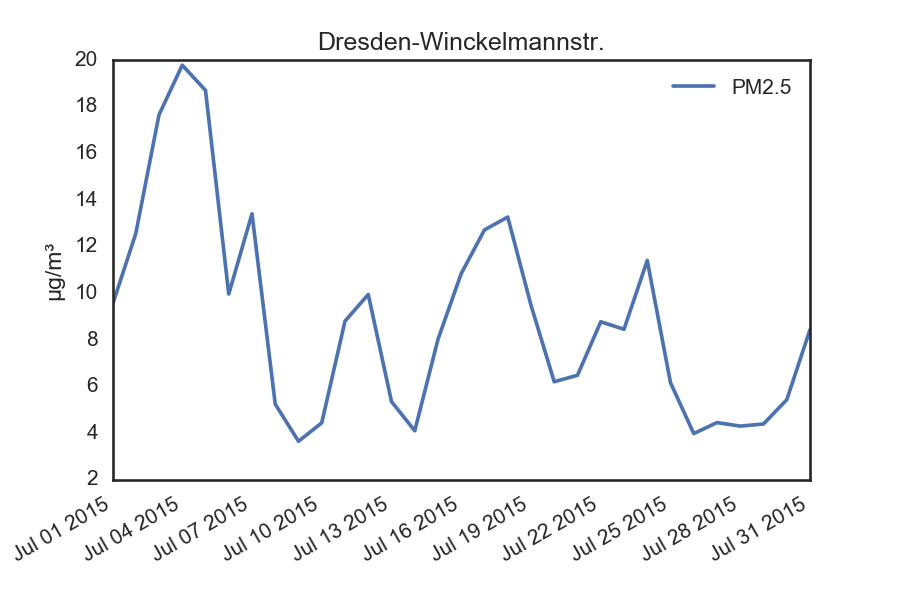 Dresden-Winckelmannstr.
PM2.5
µg/m³
20
18
16
14
12
10
8
6
4
2
Jul 01 2015
Jul 04 2015
Jul 07 2015
Jul 10 2015
Jul 13 2015
Jul 16 2015
Jul 19 2015
Jul 22 2015
Jul 25 2015
Jul 28 2015
Jul 31 2015